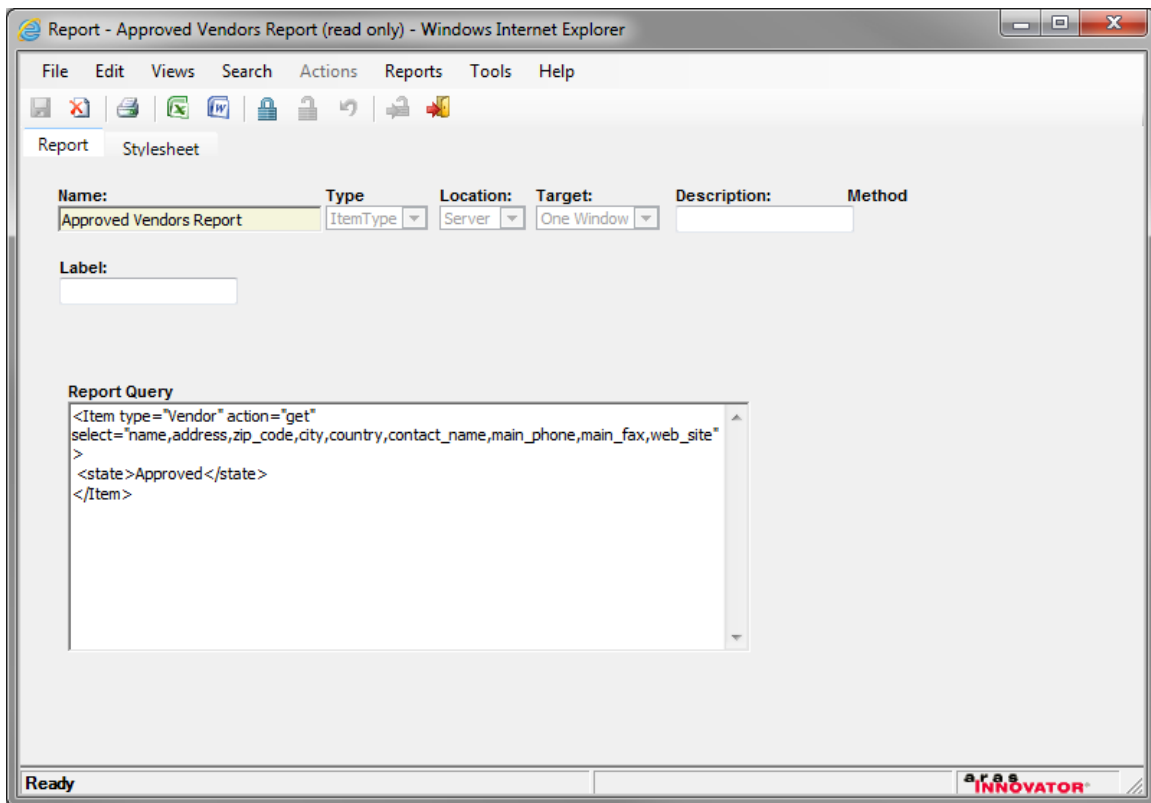 Report - Approved Vendors Report (read only) - Windows Internet Explorer
File Edit Views Search Actions Reports Tools Help
Report Stylesheet
Name: Type Location: Target: Description: Method
Approved Vendors Report ItemType Server One Window
Label:
Report Query
<Item type="Vendor" action="get"
select="name,address,zip_code,city,country,contact_name,main_phone,main_fax,web_site"
>
<state>Approved</state>
</Item>
Ready
aras
INNOVATOR